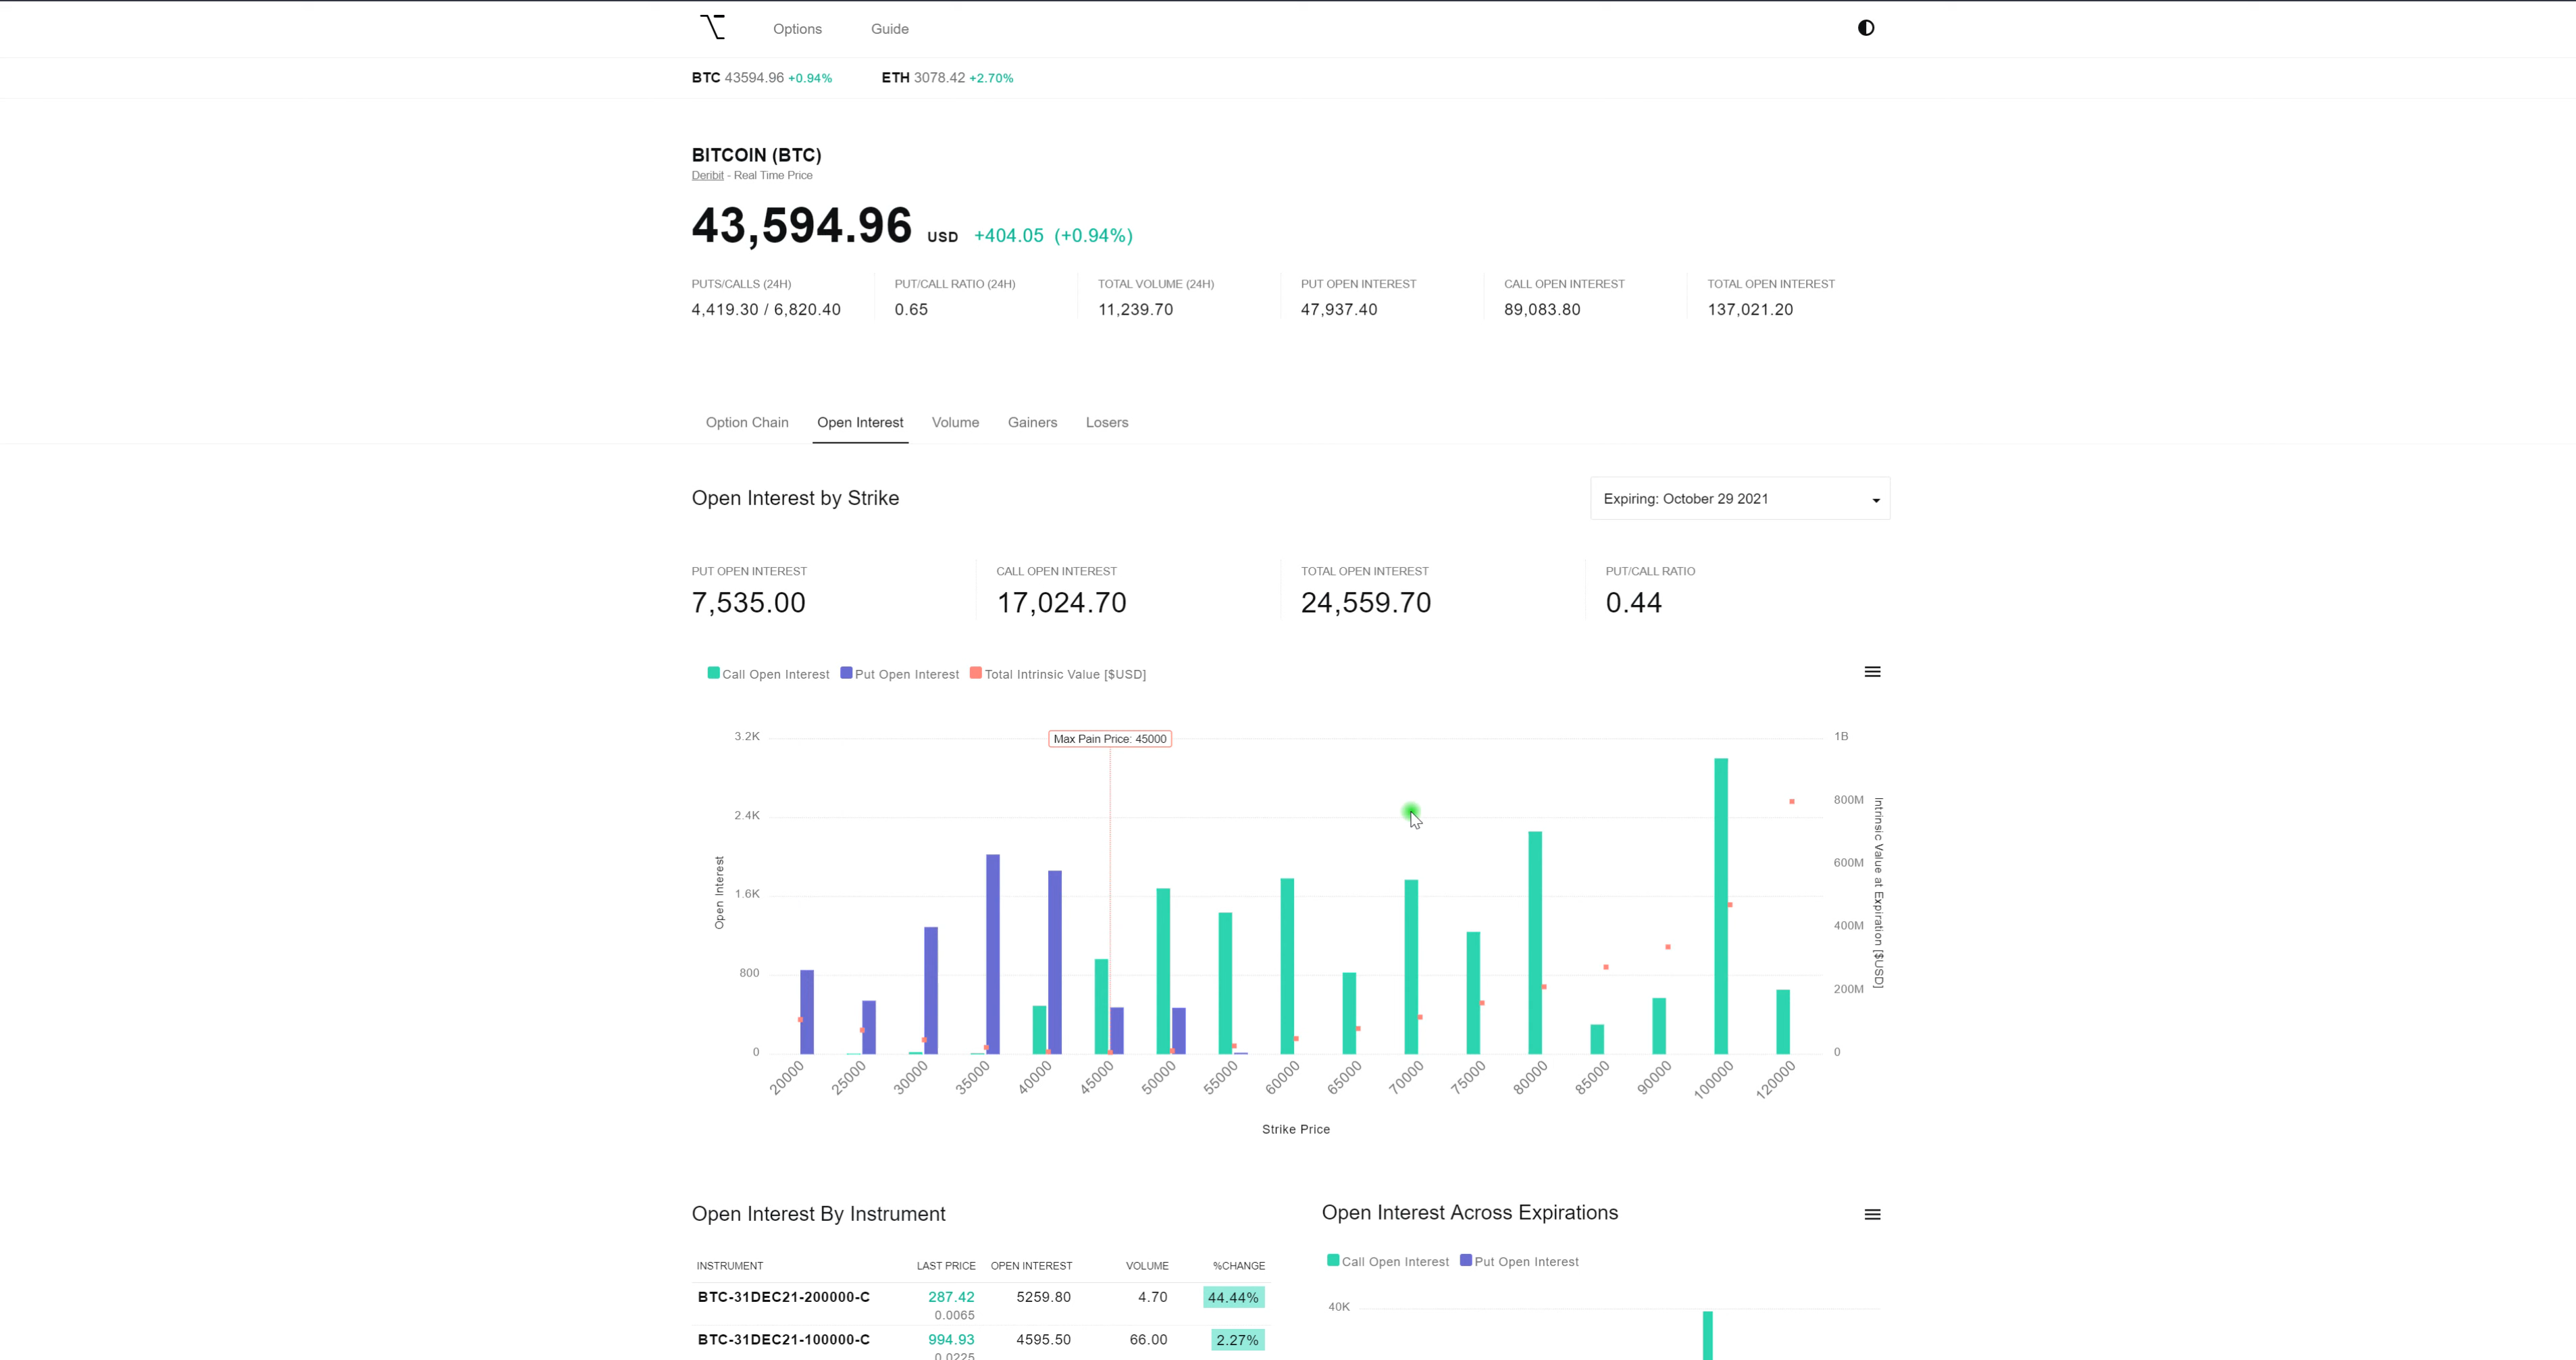 Options Guide
BTC 43594.96 +0.94% ETH 3078.42 +2.70%
BITCOIN (BTC)
Deribit - Real Time Price
43,594.96 USD +404.05 (+0.94%)
PUTS/CALLS (24H) PUT/CALL RATIO (24H) TOTAL VOLUME (24H) PUT OPEN INTEREST CALL OPEN INTEREST TOTAL OPEN INTEREST
4,419.30 / 6,820.40 0.65 11,239.70 47,937.40 89,083.80 137,021.20
Option Chain Open Interest Volume Gainers Losers
Open Interest by Strike Expiring: October 29 2021
PUT OPEN INTEREST CALL OPEN INTEREST TOTAL OPEN INTEREST PUT/CALL RATIO
7,535.00 17,024.70 24,559.70 0.44
Call Open Interest Put Open Interest Total Intrinsic Value [$USD]
Max Pain Price: 45000
3.2K 1B
2.4K 800M
600M
1.6K
400M
800 200M
0 0
Open Interest
Intrinsic Value at Expiration [$USD]
20000 25000 30000 35000 40000 45000 50000 55000 60000 65000 70000 75000 80000 85000 90000 100000 120000
Strike Price
Open Interest By Instrument
INSTRUMENT LAST PRICE OPEN INTEREST VOLUME %CHANGE
BTC-31DEC21-200000-C 287.42 5259.80 4.70 44.44%
0.0065
BTC-31DEC21-100000-C 994.93 4595.50 66.00 2.27%
0.0225
Open Interest Across Expirations
Call Open Interest Put Open Interest
40K